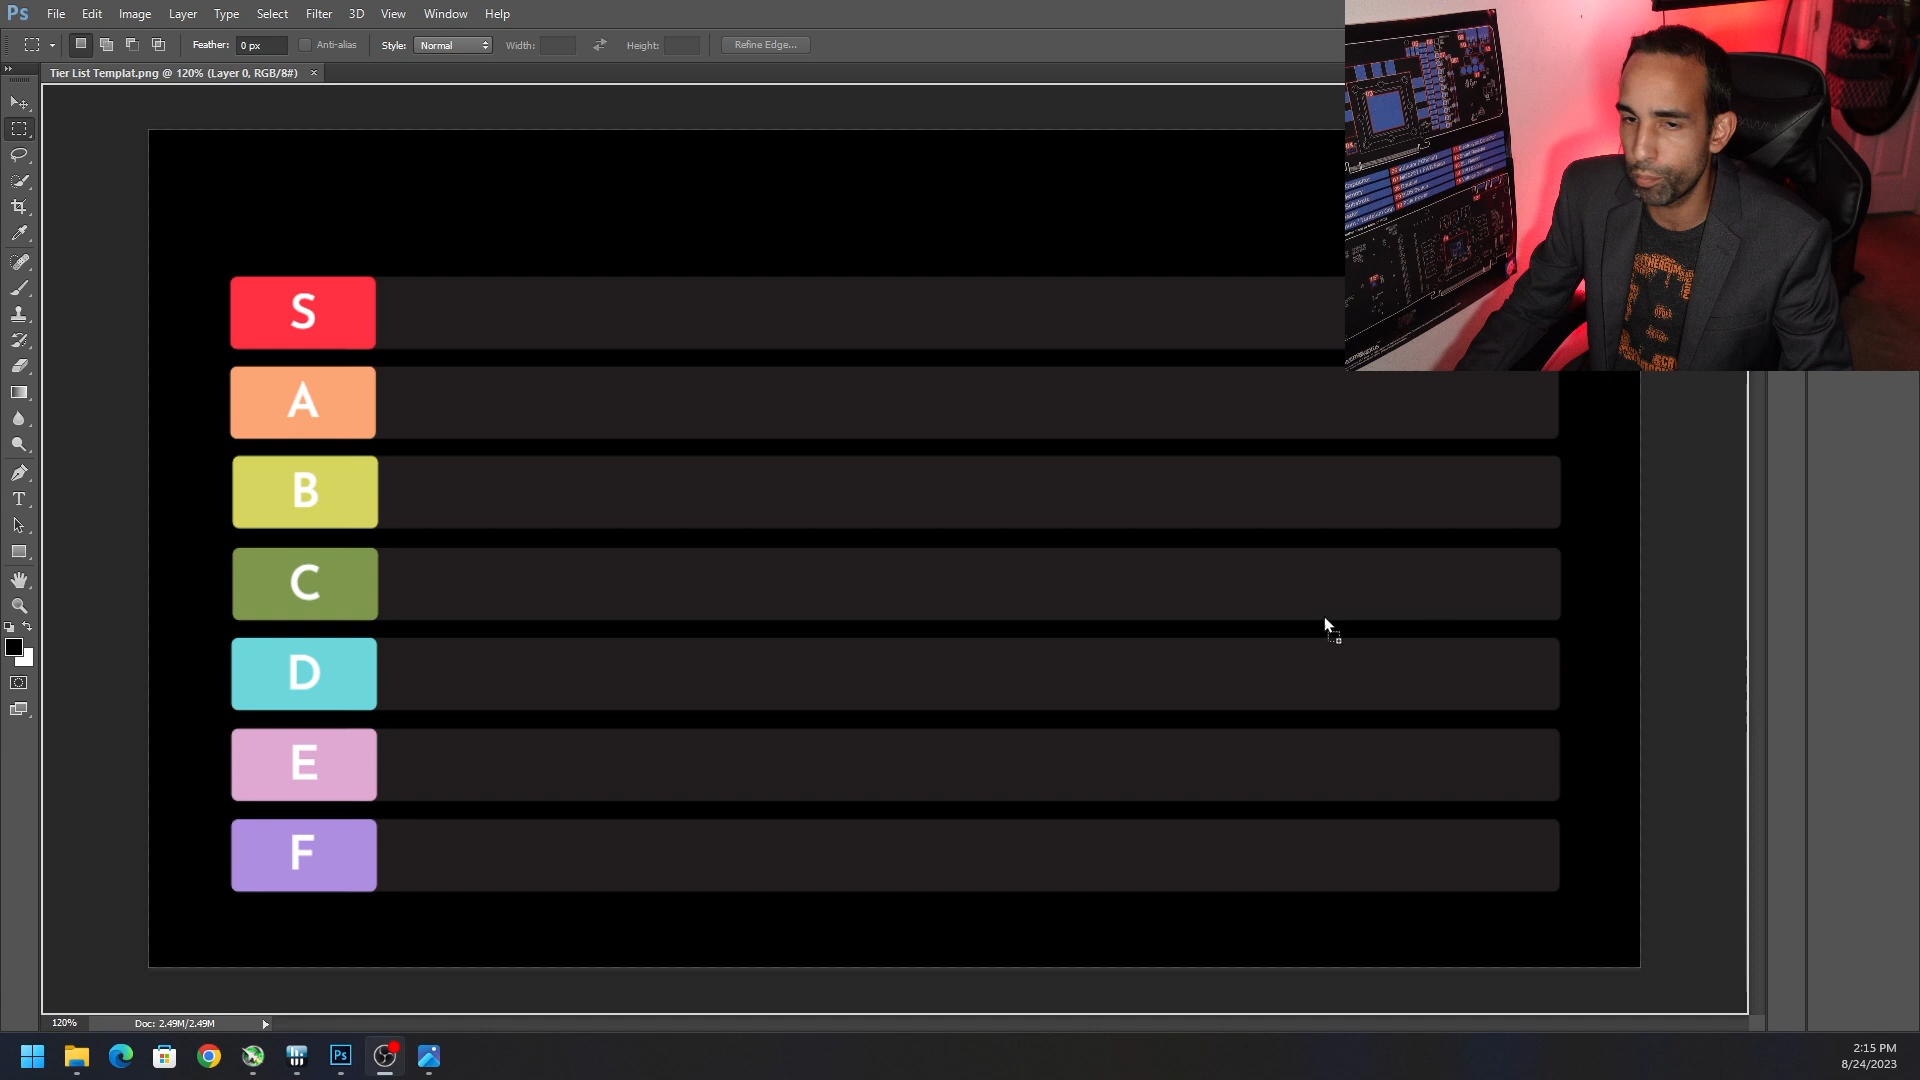 Ps File Edit Image Layer Type Select Filter 3D View Window Help
Feather: 0 px Anti-alias Style: Normal Width: Height: Refine Edge...
Tier List Templat.png @ 120% (Layer 0, RGB/8#) ×
S
A
B
C
D
E
F
T
ETHEREUM
120% Doc: 2.49M/2.49M
Ps
2:15 PM
8/24/2023